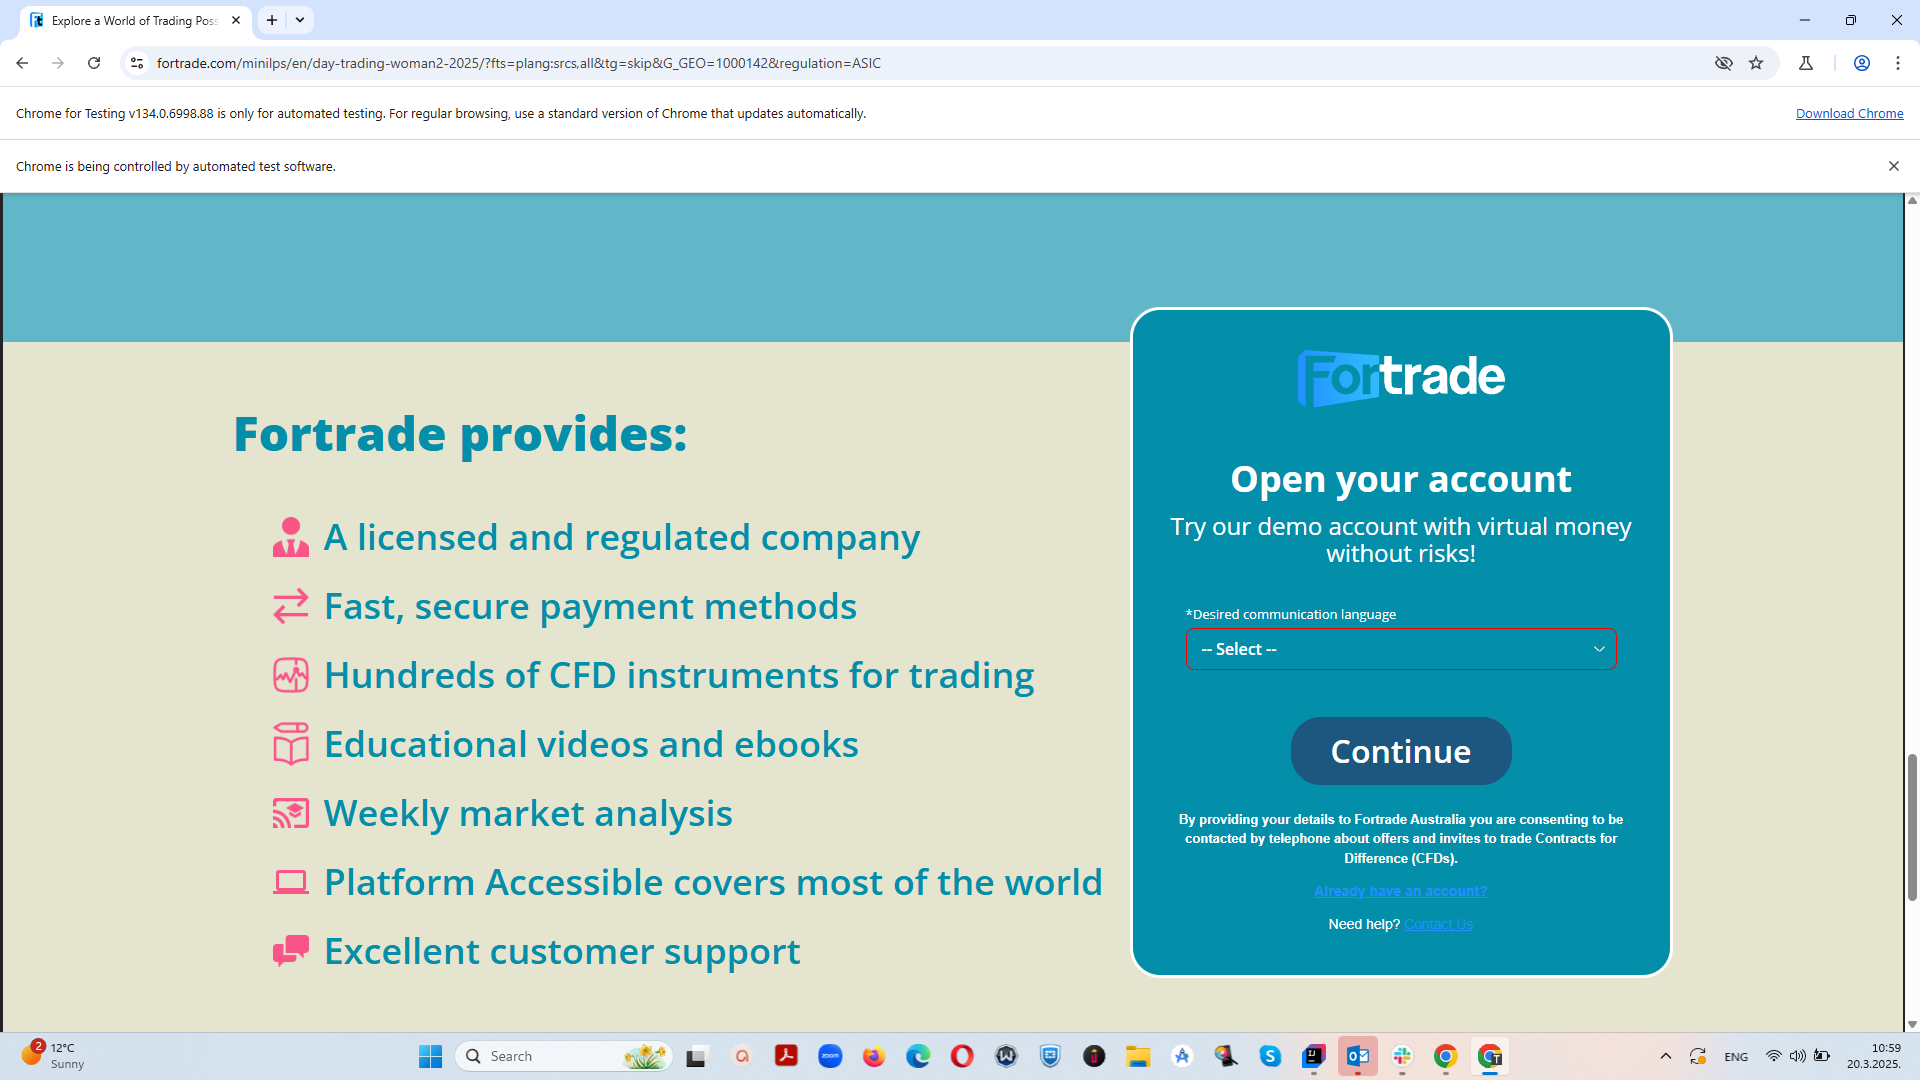 Explore a World of Trading Poss
fortrade.com/minilps/en/day-trading-woman2-2025/?fts=plang:srcs,all&tg=skip&G_GEO=1000142&regulation=ASIC
Chrome for Testing v134.0.6998.88 is only for automated testing. For regular browsing, use a standard version of Chrome that updates automatically.
Download Chrome
Chrome is being controlled by automated test software.
Fortrade provides:
A licensed and regulated company
Fast, secure payment methods
Hundreds of CFD instruments for trading
Educational videos and ebooks
Weekly market analysis
Platform Accessible covers most of the world
Excellent customer support
Fortrade
Open your account
Try our demo account with virtual money
without risks!
*Desired communication language
-- Select --
Continue
By providing your details to Fortrade Australia you are consenting to be
contacted by telephone about offers and invites to trade Contracts for
Difference (CFDs).
Already have an account?
Need help? Contact Us
2
12°C
Sunny
Search
zoom
ENG
10:59
20.3.2025.